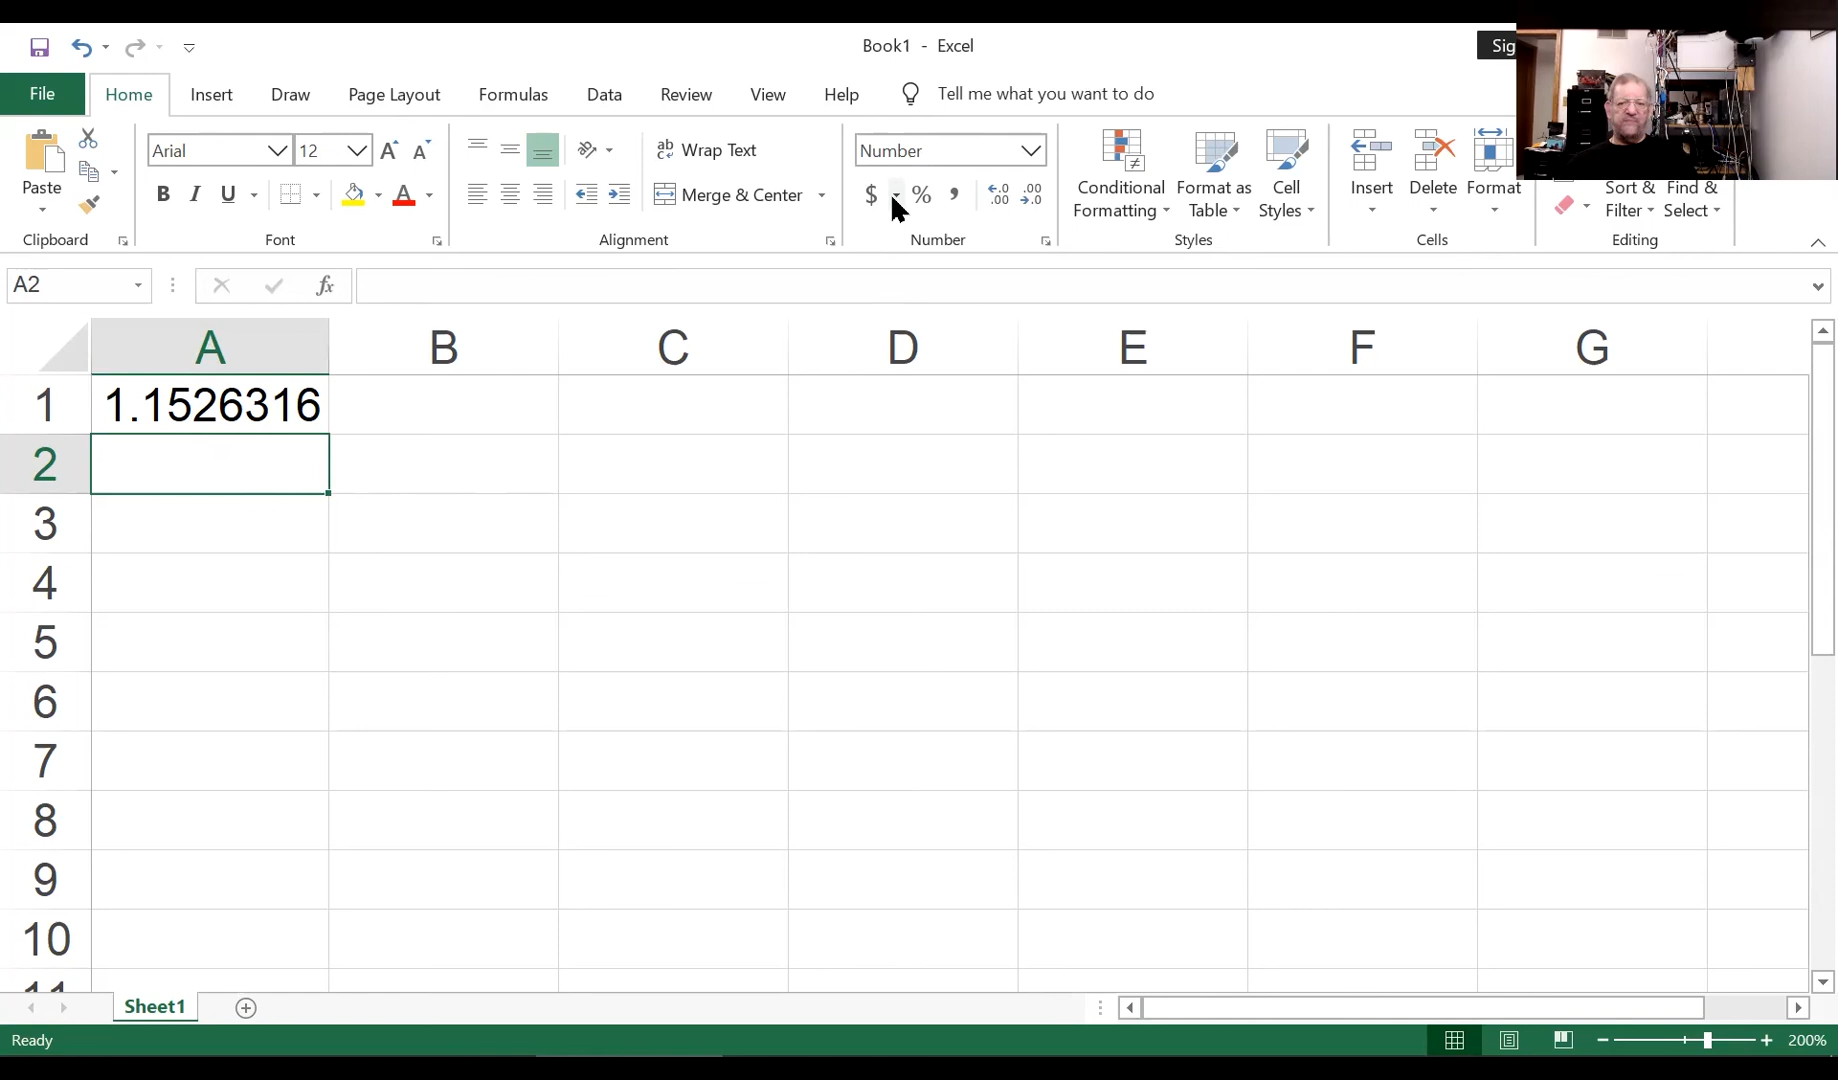 Book1 - Excel
Sig
File Home Insert Draw Page Layout Formulas Data Review View Help Tell me what you want to do
Paste
Clipboard
Arial 12
B I U A
Font
ab Wrap Text
Merge & Center
Alignment
Number
$ % ,
Number
Conditional Formatting
Format as Table
Cell Styles
Styles
Insert Delete Format
Cells
Sort & Filter
Find & Select
Editing
A2 fx
A B C D E F G
1 1.1526316
2
3
4
5
6
7
8
9
10
11
Sheet1
Ready 200%